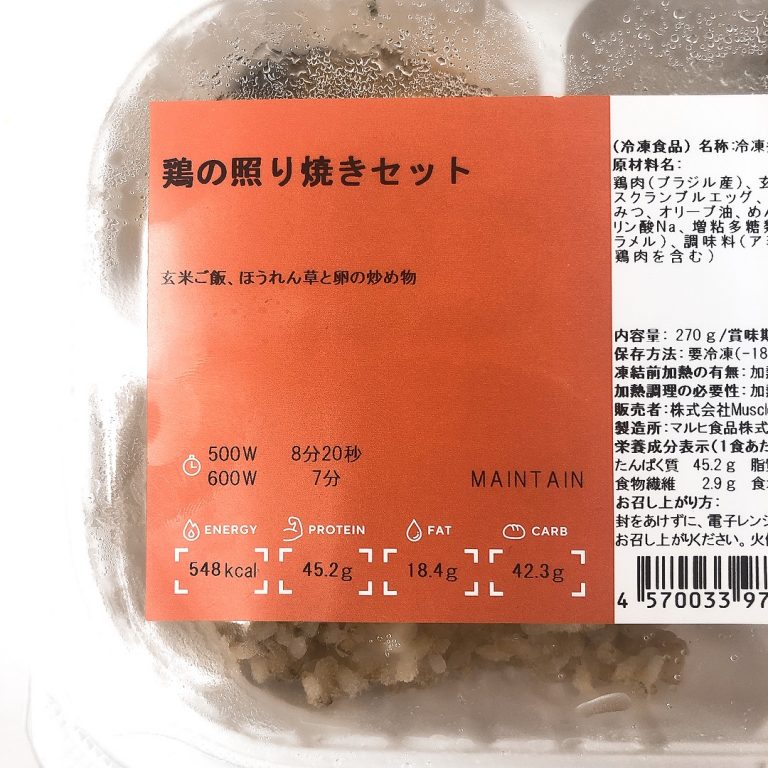 鶏の照り焼きセット
玄米ご飯、ほうれん草と卵の炒め物
500W 8分20秒
600W 7分
MAINTAIN
ENERGY PROTEIN FAT CARB
548kcal 45.2g 18.4g 42.3g
(冷凍食品) 名称:冷凍
原材料名:
鶏肉(ブラジル産)、玄
スクランブルエッグ、
みつ、オリーブ油、めん
リン酸Na、増粘多糖類
ラメル)、調味料(アミ
鶏肉を含む)
内容量: 270g/賞味期
保存方法:要冷凍(-18
凍結前加熱の有無:加熱
加熱調理の必要性:加熱
販売者:株式会社Muscle
製造所:マルヒ食品株式
栄養成分表示(1食あた
たんぱく質 45.2g 脂質
食物繊維 2.9g 食
お召し上がり方:
封をあけずに、電子レンジ
お召し上がりください。火傷
4 570033 97